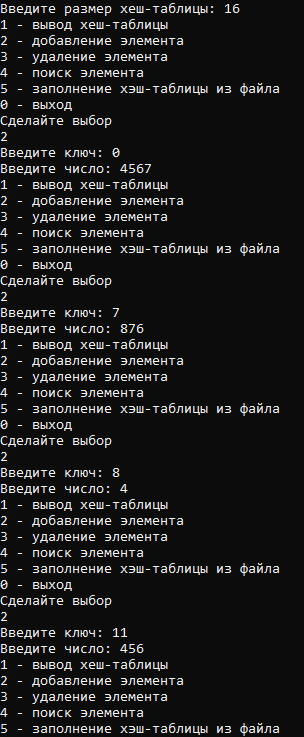 Введите размер хеш-таблицы: 16
1 - вывод хеш-таблицы
2 - добавление элемента
3 - удаление элемента
4 - поиск элемента
5 - заполнение хэш-таблицы из файла
0 - выход
Сделайте выбор
2
Введите ключ: 0
Введите число: 4567
1 - вывод хеш-таблицы
2 - добавление элемента
3 - удаление элемента
4 - поиск элемента
5 - заполнение хэш-таблицы из файла
0 - выход
Сделайте выбор
2
Введите ключ: 7
Введите число: 876
1 - вывод хеш-таблицы
2 - добавление элемента
3 - удаление элемента
4 - поиск элемента
5 - заполнение хэш-таблицы из файла
0 - выход
Сделайте выбор
2
Введите ключ: 8
Введите число: 4
1 - вывод хеш-таблицы
2 - добавление элемента
3 - удаление элемента
4 - поиск элемента
5 - заполнение хэш-таблицы из файла
0 - выход
Сделайте выбор
2
Введите ключ: 11
Введите число: 456
1 - вывод хеш-таблицы
2 - добавление элемента
3 - удаление элемента
4 - поиск элемента
5 - заполнение хэш-таблицы из файла